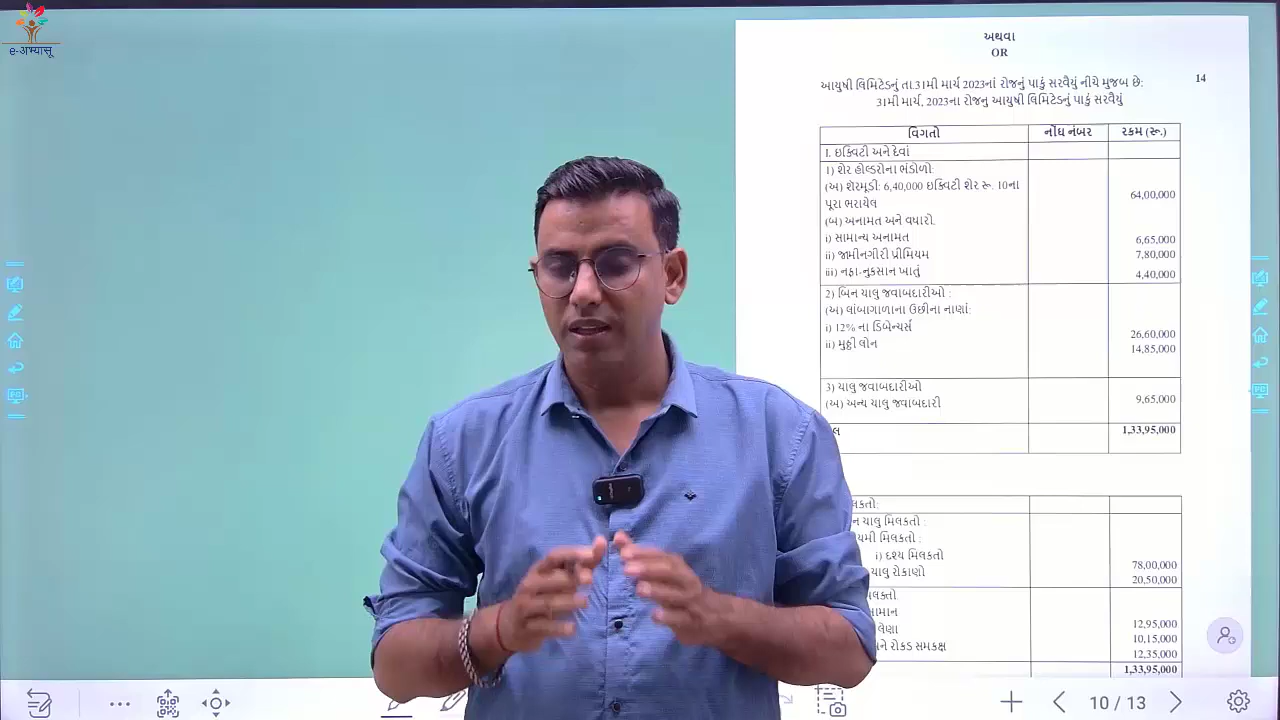 e-अभ्यासू
અથવા
OR
14
આયુષી લિમિટેડનું તા.31મી માર્ચ 2023નાં રોજનું પાકું સરવૈયું નીચે મુજબ છે:
31મી માર્ચ, 2023ના રોજનુ આયુષી લિમિટેડનું પાકું સરવૈયું
વિગતો નોંધ નંબર રકમ (રૂ.)
I. ઇક્વિટી અને દેવાં
1) શેર હોલ્ડરોના ભંડોળો:
(અ) શેરમૂડી: 6,40,000 ઇક્વિટી શેર રૂ. 10ના
પૂરા ભરાયેલ 64,00,000
(બ) અનામત અને વધારો.
i) સામાન્ય અનામત 6,65,000
ii) જામીનગીરી પ્રીમિયમ 7,80,000
iii) નફા-નુકસાન ખાતું 4,40,000
2) બિન ચાલુ જવાબદારીઓ :
(અ) લાંબાગાળાના ઉછીના નાણાં:
i) 12% ના ડિબેન્ચર્સ 26,60,000
ii) મુદ્દતી લોન 14,85,000
3) ચાલુ જવાબદારીઓ
(અ) અન્ય ચાલુ જવાબદારી 9,65,000
1,33,95,000
ચાલુ મિલકતો :
મિલકતો :
i) દશ્ય મિલકતો 78,00,000
ચાલુ રોકાણો 20,50,000
12,95,000
લેણા 10,15,000
રોકડ સમકક્ષ 12,35,000
1,33,95,000
10 / 13